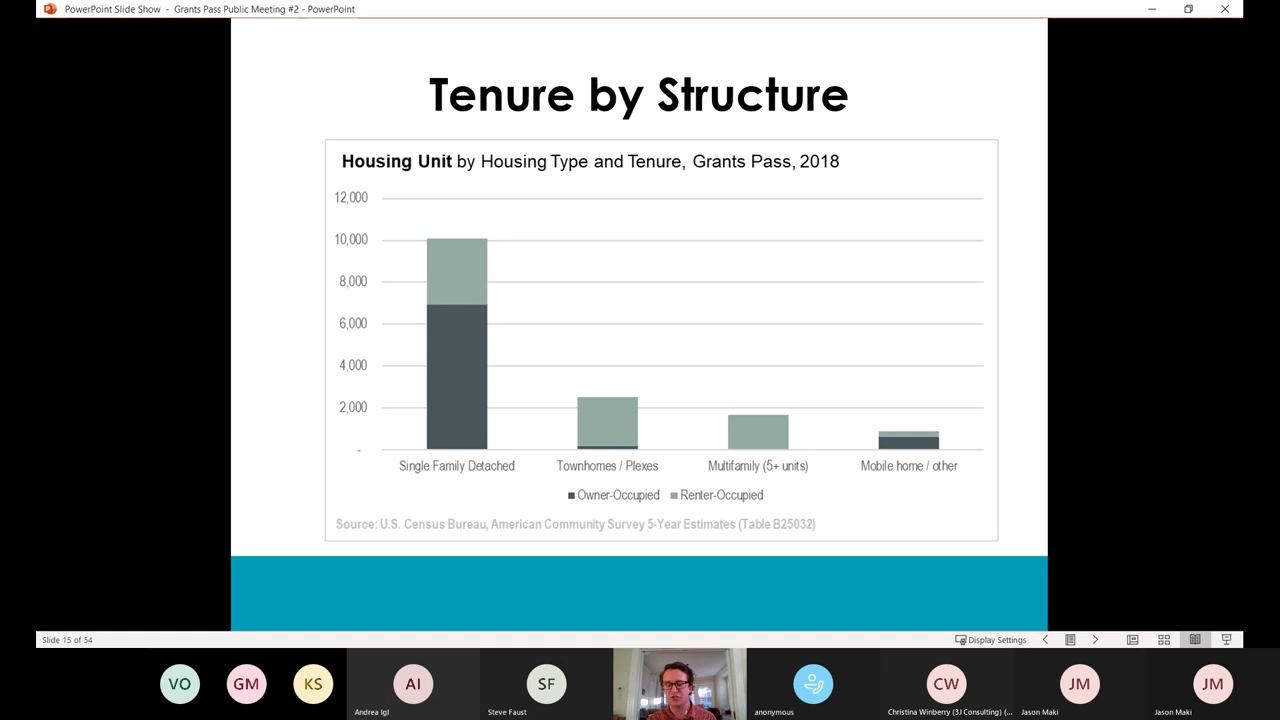 PowerPoint Slide Show - Grants Pass Public Meeting #2 - PowerPoint
Tenure by Structure
Housing Unit by Housing Type and Tenure, Grants Pass, 2018
12,000
10,000
8,000
6,000
4,000
2,000
-
Single Family Detached
Townhomes / Plexes
Multifamily (5+ units)
Mobile home / other
Owner-Occupied
Renter-Occupied
Source: U.S. Census Bureau, American Community Survey 5-Year Estimates (Table B25032)
Slide 15 of 54
Display Settings
VO
GM
KS
AI
SF
CW
JM
JM
Andrea Igl
Steve Faust
anonymous
Christina Winberry (3J Consulting) (...
Jason Maki
Jason Maki